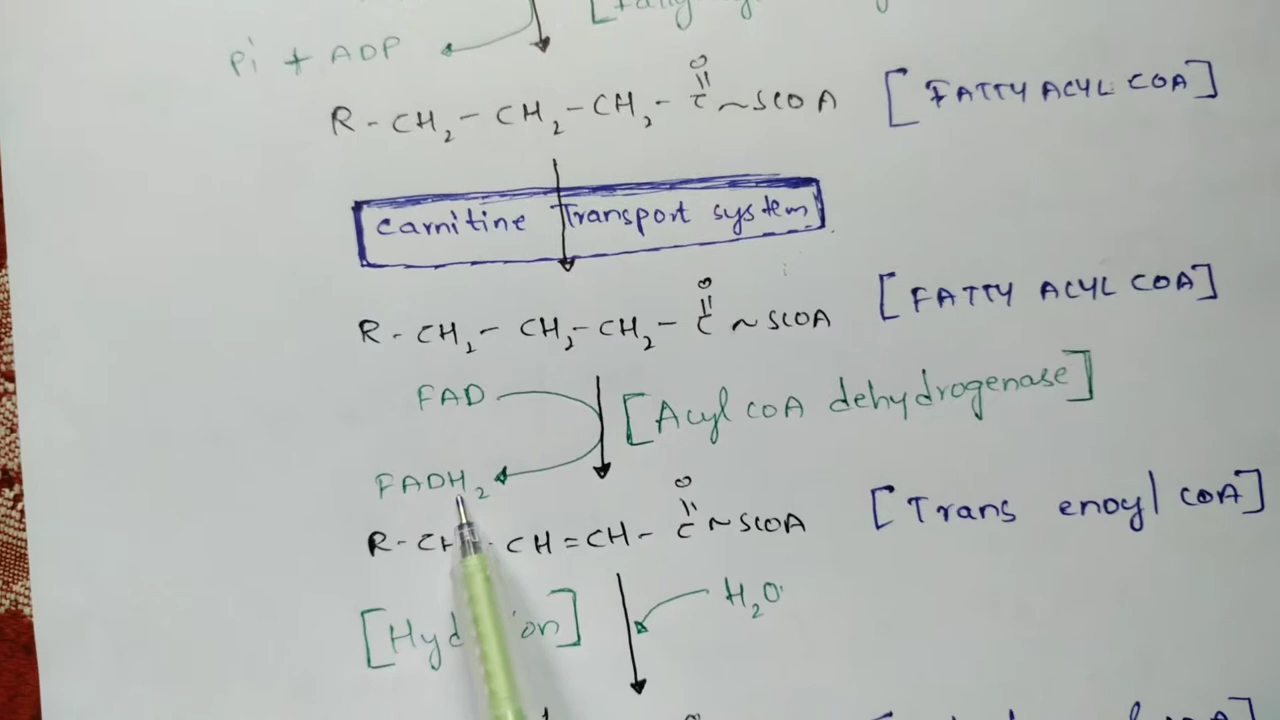 Pi + ADP
O
R - CH2 - CH2 - CH2 - C ~ SCOA [FATTY ACYL COA]
Carnitine Transport system
O
R - CH2 - CH2 - CH2 - C ~ SCOA [FATTY ACYL COA]
FAD [Acyl COA dehydrogenase]
FADH2
O
R - CH = CH - C ~ SCOA [Trans enoyl COA]
H2O